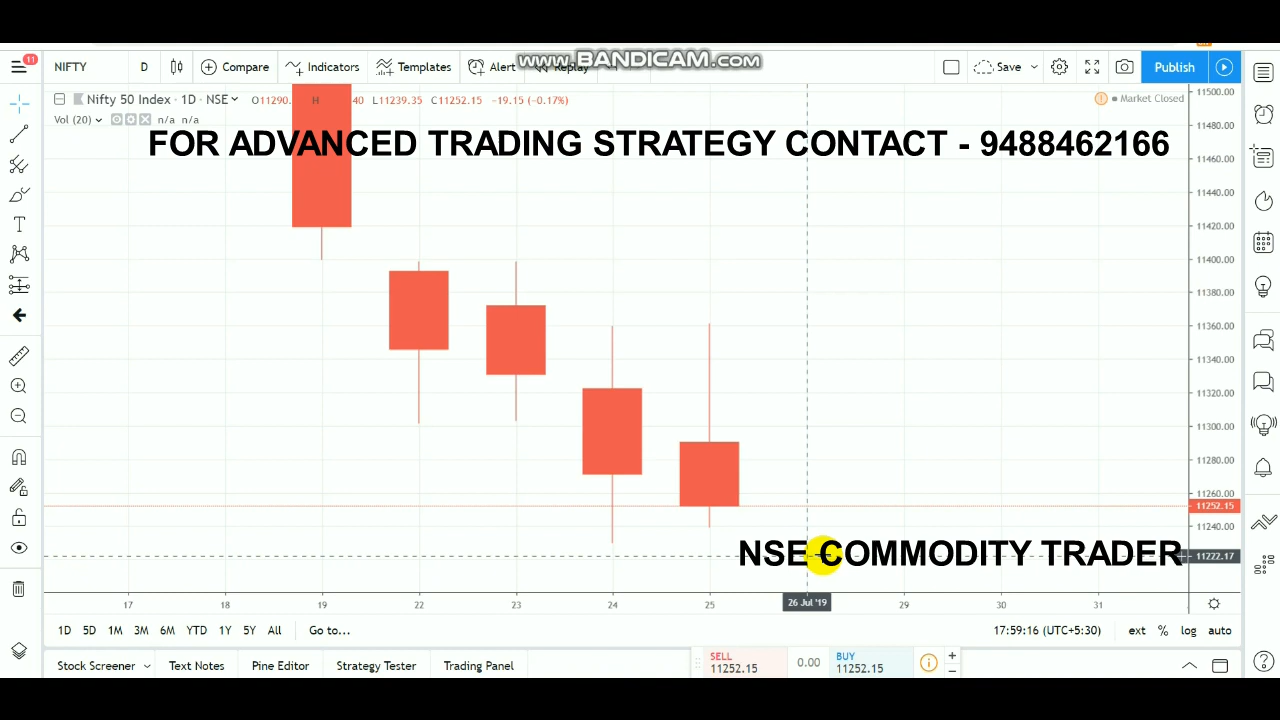 www.BANDICAM.com
11 NIFTY D Compare Indicators Templates Alert Replay Save Publish
Nifty 50 Index · 1D · NSE O11290. H 40 L11239.35 C11252.15 −19.15 (−0.17%) Market Closed
Vol (20) n/a n/a
FOR ADVANCED TRADING STRATEGY CONTACT - 9488462166
11500.00
11480.00
11460.00
11440.00
11420.00
11400.00
11380.00
11360.00
11340.00
11320.00
11300.00
11280.00
11260.00
11252.15
11240.00
NSE COMMODITY TRADER
11222.17
17 18 19 22 23 24 25 26 Jul '19 29 30 31
1D 5D 1M 3M 6M YTD 1Y 5Y All Go to... 17:59:16 (UTC+5:30) ext % log auto
Stock Screener Text Notes Pine Editor Strategy Tester Trading Panel
SELL 11252.15 0.00 BUY 11252.15